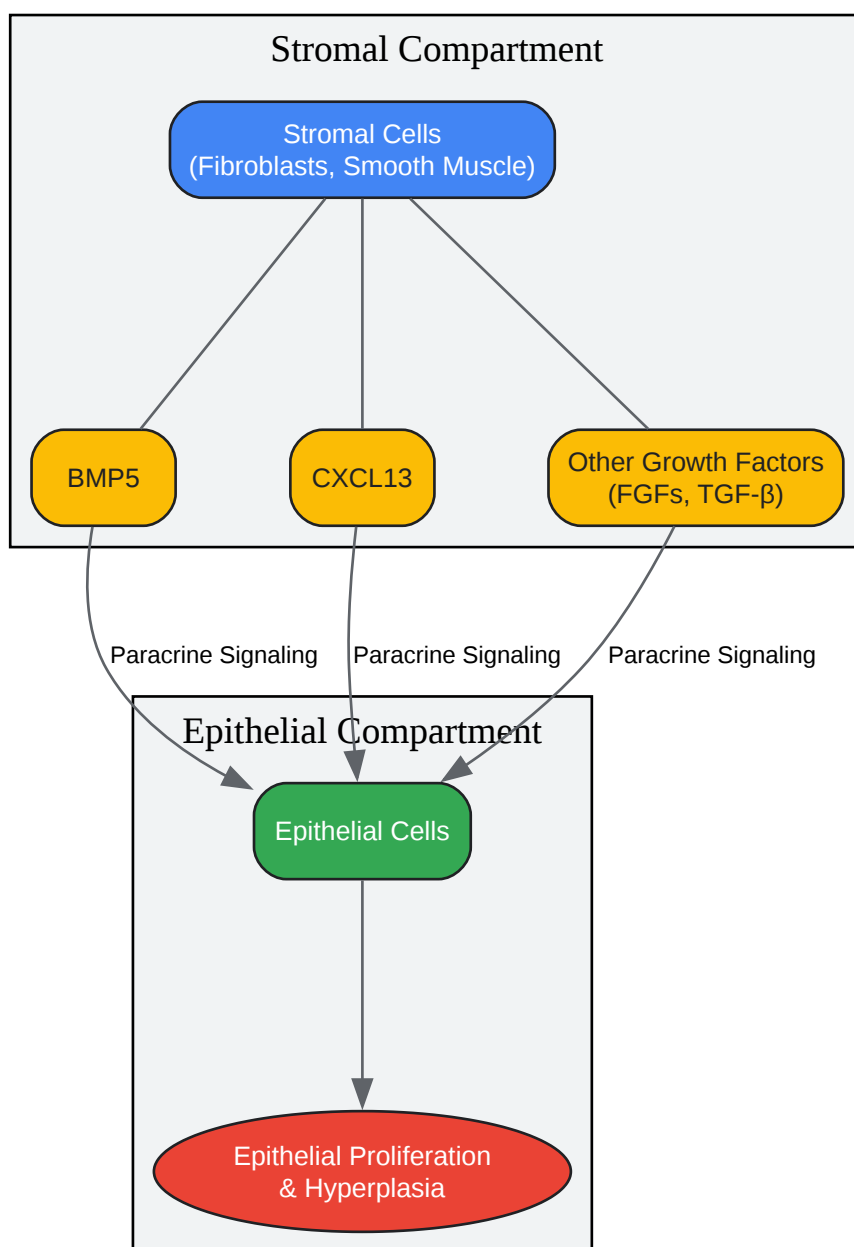 Stromal Compartment
Stromal Cells
(Fibroblasts, Smooth Muscle)
BMP5
CXCL13
Other Growth Factors
(FGFs, TGF-β)
Paracrine Signaling
Paracrine Signaling
Paracrine Signaling
Epithelial Compartment
Epithelial Cells
Epithelial Proliferation
& Hyperplasia